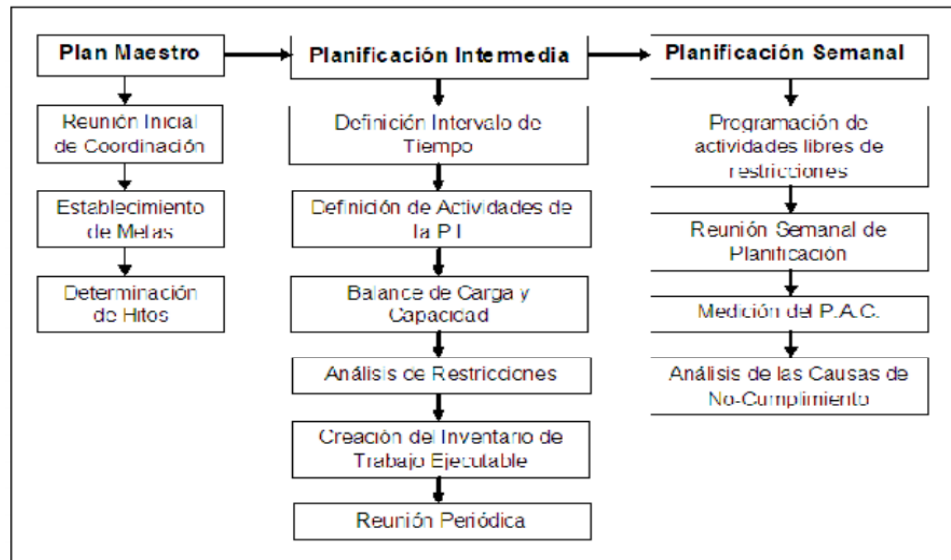 Plan Maestro
Reunión Inicial
de Coordinación
Establecimiento
de Metas
Determinación
de Hitos
Planificación Intermedia
Definición Intervalo de
Tiempo
Definición de Actividades de
la P.I
Balance de Carga y
Capacidad
Análisis de Restricciones
Creación del Inventario de
Trabajo Ejecutable
Reunión Periódica
Planificación Semanal
Programación de
actividades libres de
restricciones
Reunión Semanal de
Planificación
Medición del P.A.C.
Análisis de las Causas de
No-Cumplimiento